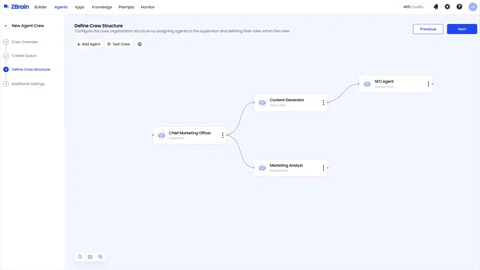 ZBrain
Builder
Agents
Apps
Knowledge
Prompts
Monitor
455 Credits
New Agent Crew
Crew Overview
Create Queue
Define Crew Structure
Additional Settings
Define Crew Structure
Configure the crew organization structure by assigning agents to the supervisor and defining their roles within the crew.
Previous
Next
+ Add Agent
Test Crew
Chief Marketing Officer
Content Generator
SEO Agent
Marketing Analyst